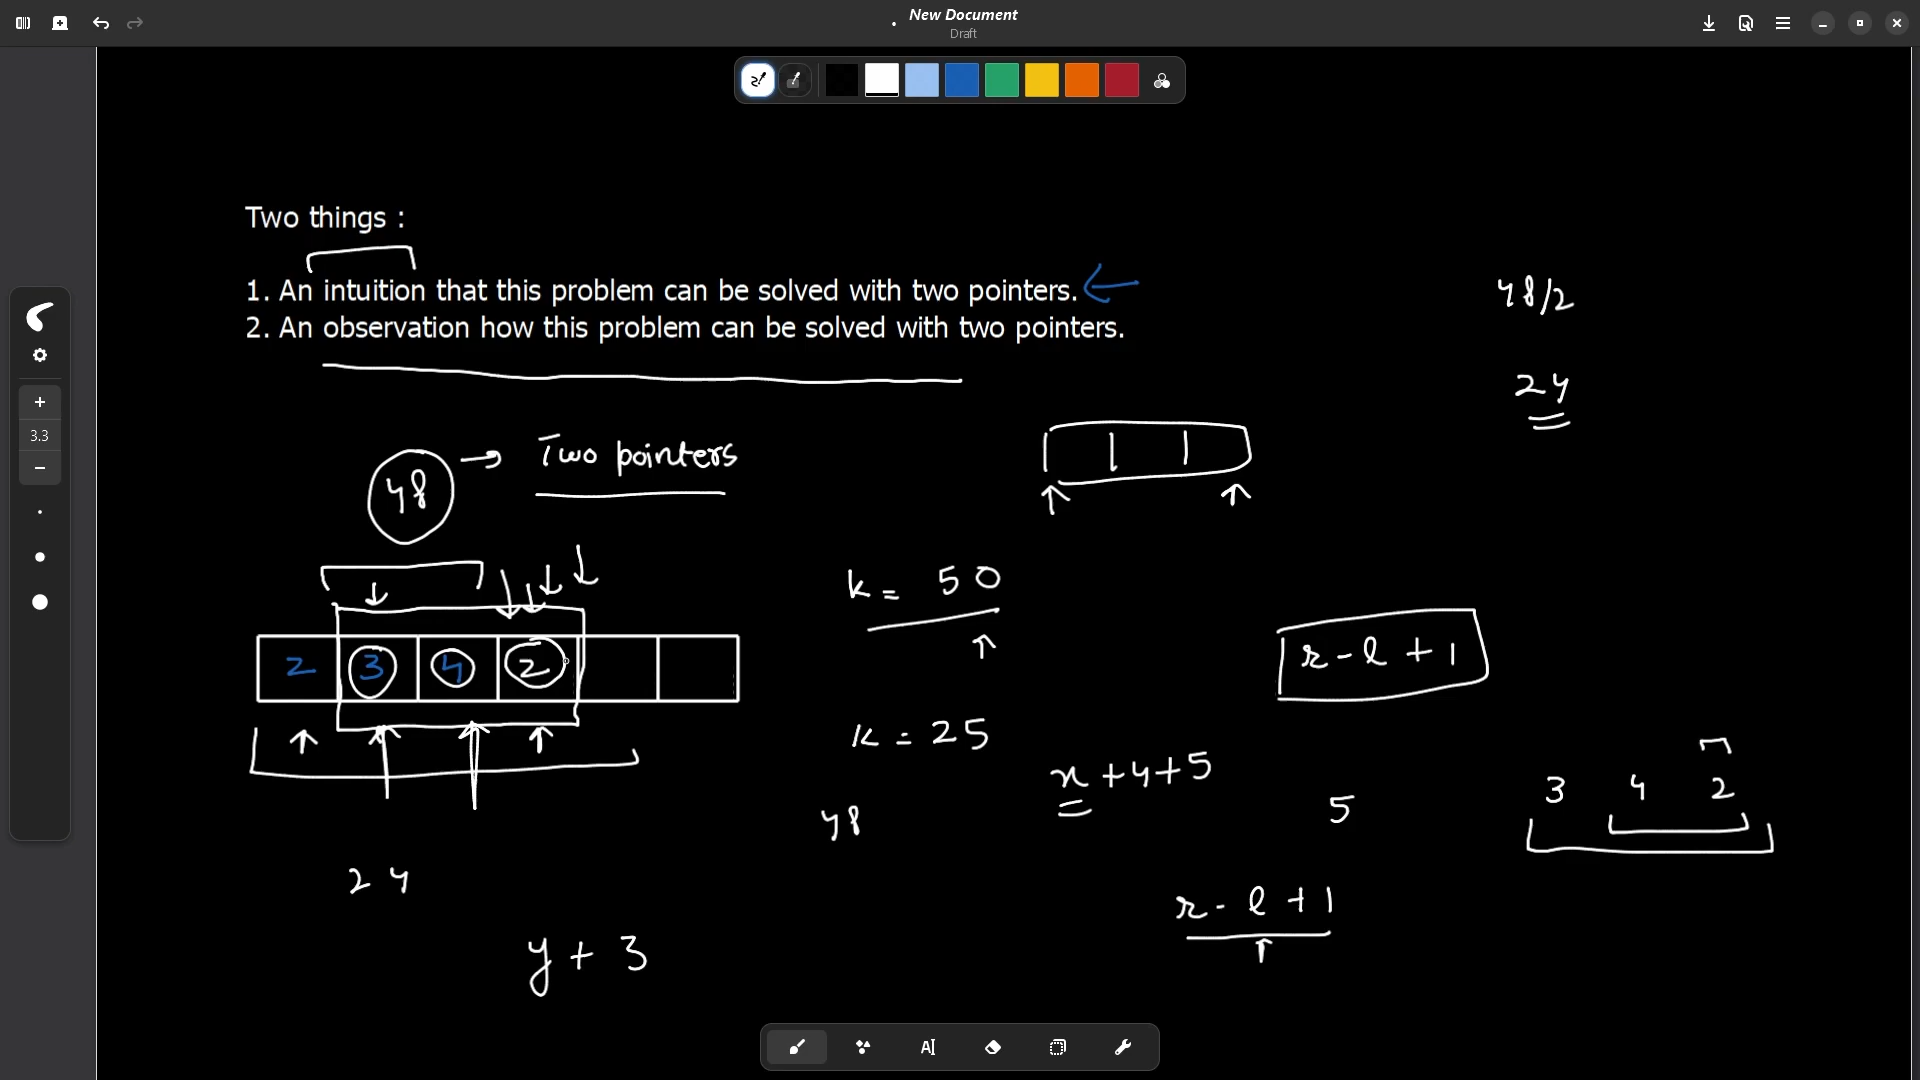 New Document
Draft
3.3
Two things :
1. An intuition that this problem can be solved with two pointers.
2. An observation how this problem can be solved with two pointers.
48/2
24
48 → Two pointers
k = 50
2 3 4 2
r - l + 1
k = 25
x + 4 + 5
48
5
3 4 2
24
r - l + 1
y + 3
AI